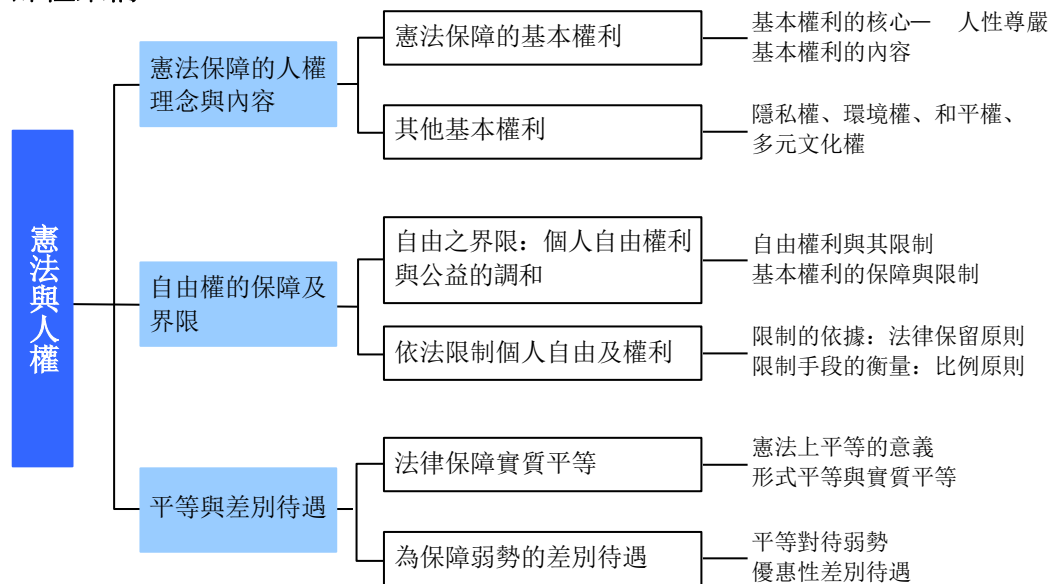 憲法與人權
憲法保障的人權
理念與內容
憲法保障的基本權利
基本權利的核心─　人性尊嚴
基本權利的內容
其他基本權利
隱私權、環境權、和平權、
多元文化權
自由權的保障及
界限
自由之界限：個人自由權利
與公益的調和
自由權利與其限制
基本權利的保障與限制
依法限制個人自由及權利
限制的依據：法律保留原則
限制手段的衡量：比例原則
平等與差別待遇
法律保障實質平等
憲法上平等的意義
形式平等與實質平等
為保障弱勢的差別待遇
平等對待弱勢
優惠性差別待遇